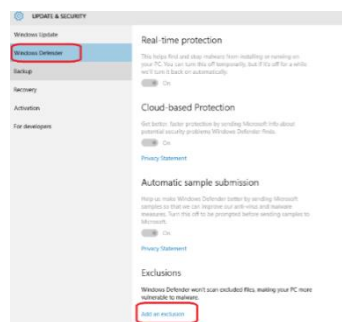 UPDATE & SECURITY
Windows Update
Windows Defender
Backup
Recovery
Activation
For developers
Real-time protection
This helps find and stop malware from installing or running on
your PC. You can turn this off temporarily, but if it's off for a while
we'll turn it back on automatically.
On
Cloud-based Protection
Get better, faster protection by sending Microsoft info about
potential security problems Windows Defender finds.
On
Privacy Statement
Automatic sample submission
Help us make Windows Defender better by sending Microsoft
samples so that we can improve our anti-virus and malware
measures. Turn this off to be prompted before sending samples to
Microsoft.
On
Privacy Statement
Exclusions
Windows Defender won't scan excluded files, making your PC more
vulnerable to malware.
Add an exclusion